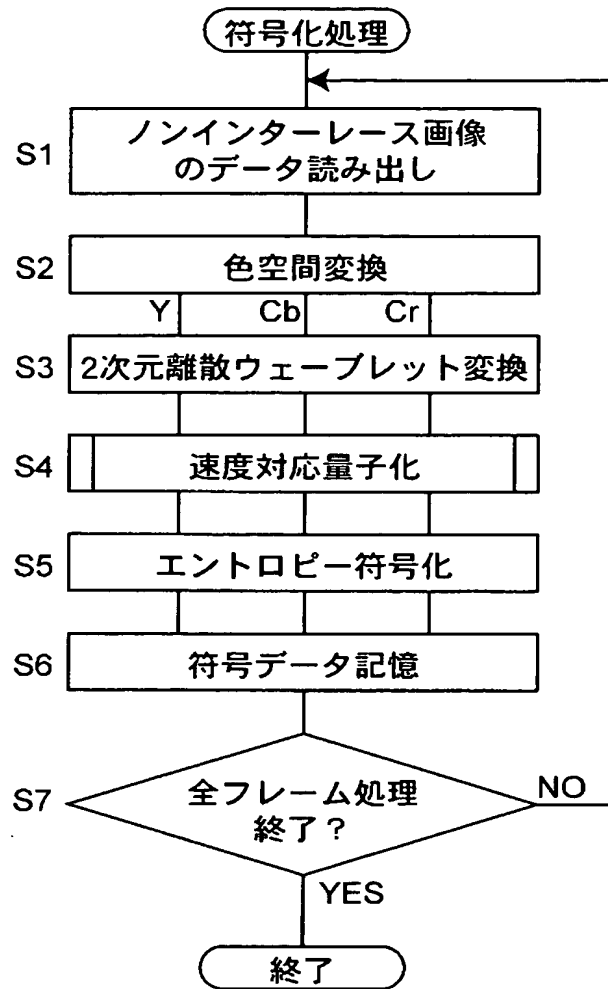 符号化処理
S1
ノンインターレース画像
のデータ読み出し
S2
色空間変換
Y
Cb
Cr
S3
2次元離散ウェーブレット変換
S4
速度対応量子化
S5
エントロピー符号化
S6
符号データ記憶
S7
全フレーム処理
終了?
NO
YES
終了